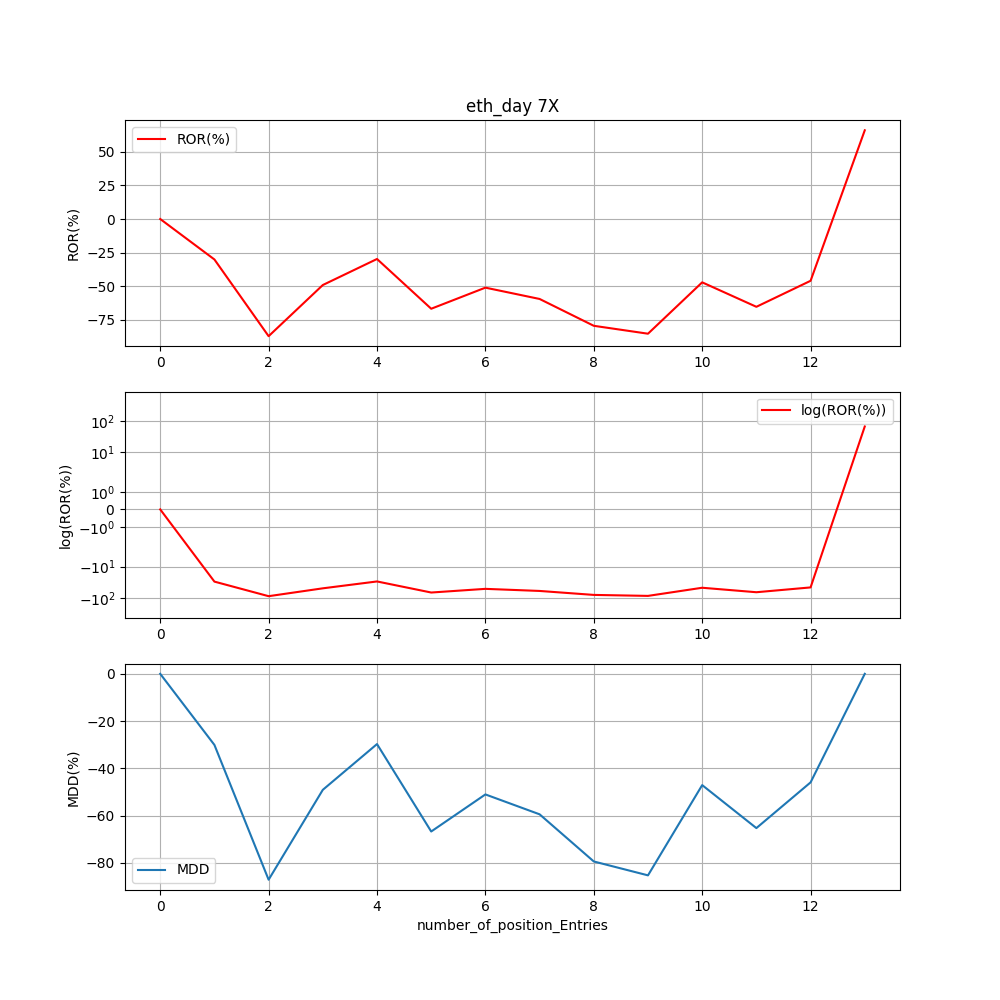 eth_day 7X
ROR(%)
ROR(%)
50
25
0
−25
−50
−75
0 2 4 6 8 10 12
log(ROR(%))
log(ROR(%))
10²
10¹
10⁰
0
−10⁰
−10¹
−10²
0 2 4 6 8 10 12
MDD(%)
0
−20
−40
−60
−80
MDD
0 2 4 6 8 10 12
number_of_position_Entries